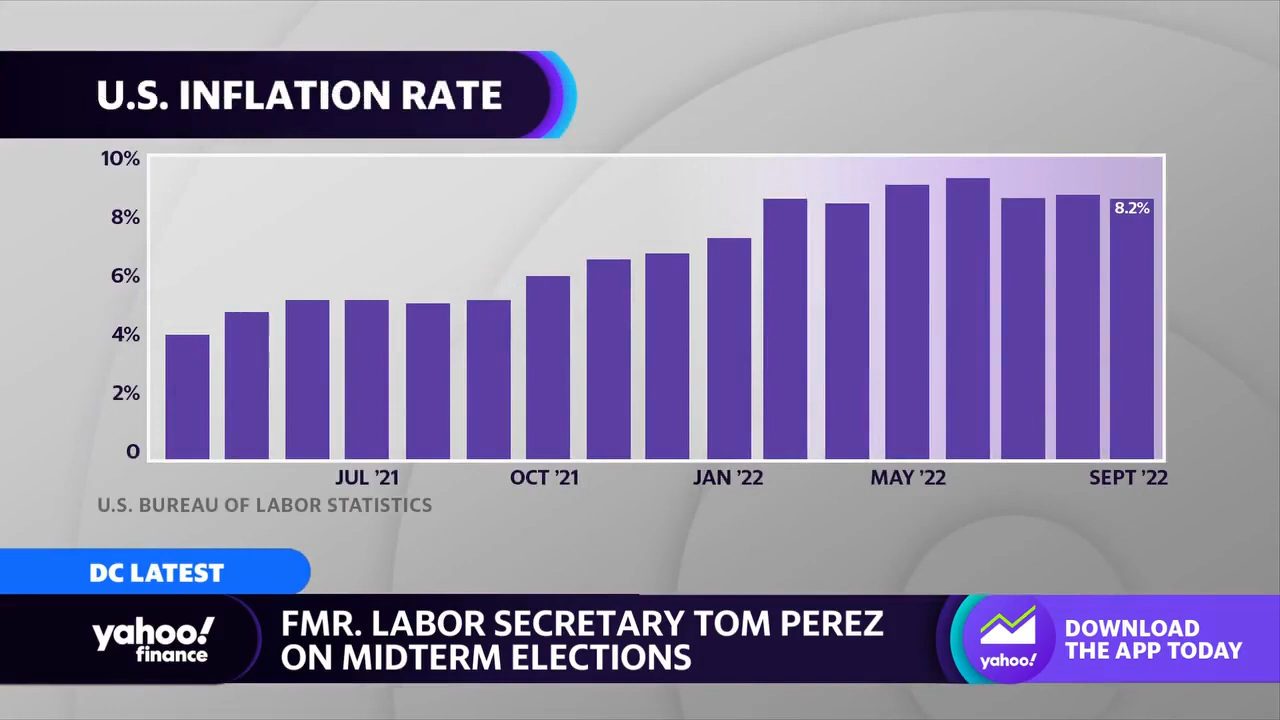 U.S. INFLATION RATE
10%
8%
6%
4%
2%
0
8.2%
JUL ’21
OCT ’21
JAN ’22
MAY ’22
SEPT ’22
U.S. BUREAU OF LABOR STATISTICS
DC LATEST
yahoo!
finance
FMR. LABOR SECRETARY TOM PEREZ
ON MIDTERM ELECTIONS
yahoo!
DOWNLOAD
THE APP TODAY